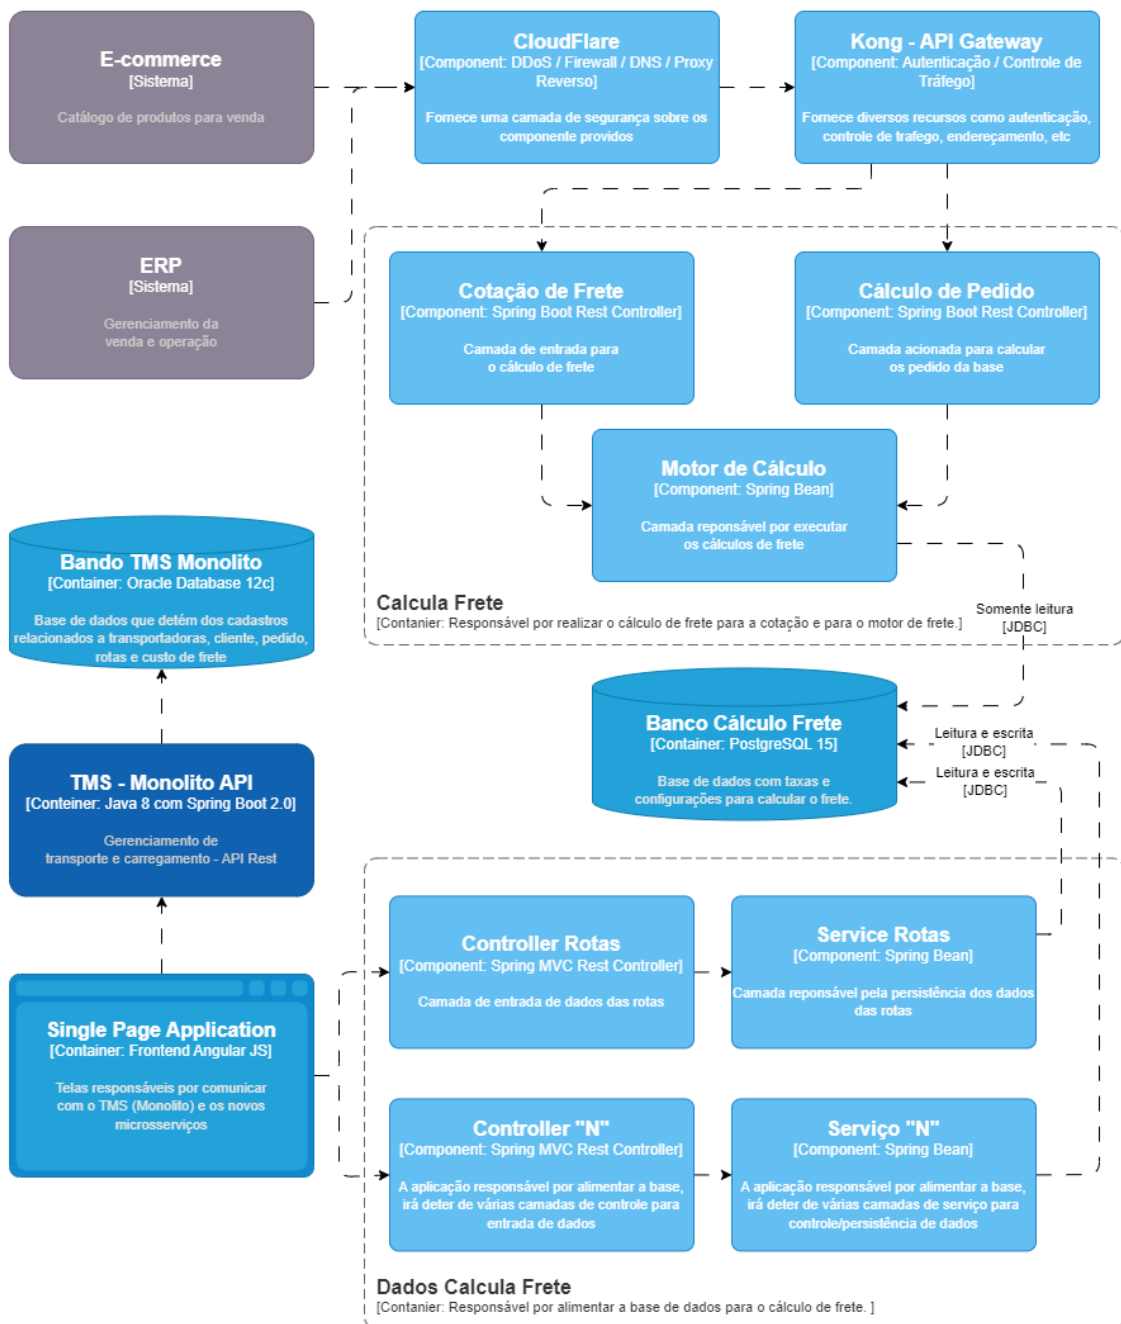 E-commerce
[Sistema]
Catálogo de produtos para venda
CloudFlare
[Component: DDoS / Firewall / DNS / Proxy
Reverso]
Fornece uma camada de segurança sobre os
componente providos
Kong - API Gateway
[Component: Autenticação / Controle de
Tráfego]
Fornece diversos recursos como autenticação,
controle de trafego, endereçamento, etc
ERP
[Sistema]
Gerenciamento da
venda e operação
Cotação de Frete
[Component: Spring Boot Rest Controller]
Camada de entrada para
o cálculo de frete
Cálculo de Pedido
[Component: Spring Boot Rest Controller]
Camada acionada para calcular
os pedido da base
Motor de Cálculo
[Component: Spring Bean]
Camada reponsável por executar
os cálculos de frete
Calcula Frete
[Contanier: Responsável por realizar o cálculo de frete para a cotação e para o motor de frete.]
Somente leitura
[JDBC]
Bando TMS Monolito
[Container: Oracle Database 12c]
Base de dados que detém dos cadastros
relacionados a transportadoras, cliente, pedido,
rotas e custo de frete
Banco Cálculo Frete
[Container: PostgreSQL 15]
Base de dados com taxas e
configurações para calcular o frete.
Leitura e escrita
[JDBC]
Leitura e escrita
[JDBC]
TMS - Monolito API
[Conteiner: Java 8 com Spring Boot 2.0]
Gerenciamento de
transporte e carregamento - API Rest
Controller Rotas
[Component: Spring MVC Rest Controller]
Camada de entrada de dados das rotas
Service Rotas
[Component: Spring Bean]
Camada reponsável pela persistência dos dados
das rotas
Single Page Application
[Container: Frontend Angular JS]
Telas responsáveis por comunicar
com o TMS (Monolito) e os novos
microsserviços
Controller "N"
[Component: Spring MVC Rest Controller]
A aplicação responsável por alimentar a base,
irá deter de várias camadas de controle para
entrada de dados
Serviço "N"
[Component: Spring Bean]
A aplicação responsável por alimentar a base,
irá deter de várias camadas de serviço para
controle/persistência de dados
Dados Calcula Frete
[Contanier: Responsável por alimentar a base de dados para o cálculo de frete. ]